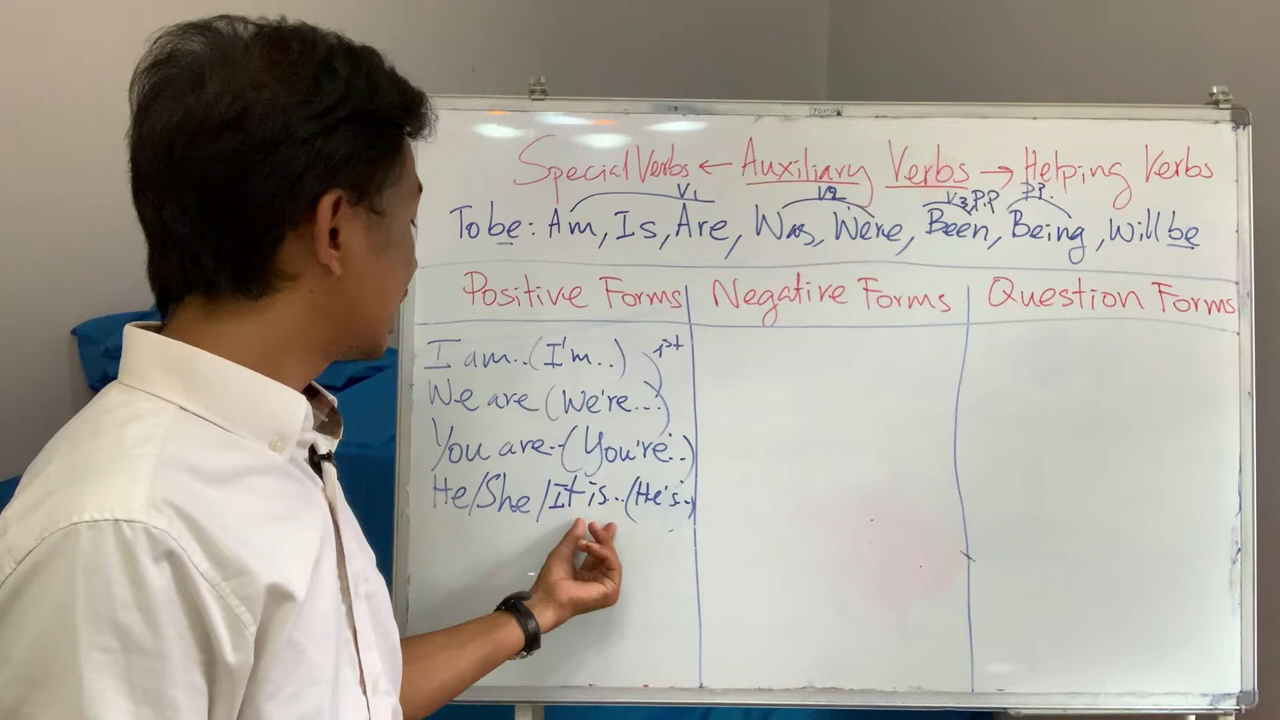 Special Verbs ← Auxiliary Verbs → Helping Verbs
V1 V2 V3, P.P P.P.
To be: Am, Is, Are, Was, Were, Been, Being, Will be
Positive Forms Negative Forms Question Forms
I am.. (I'm..) 1st
We are (We're...)
You are.. (You're..)
He/She/It is.. (He's..)